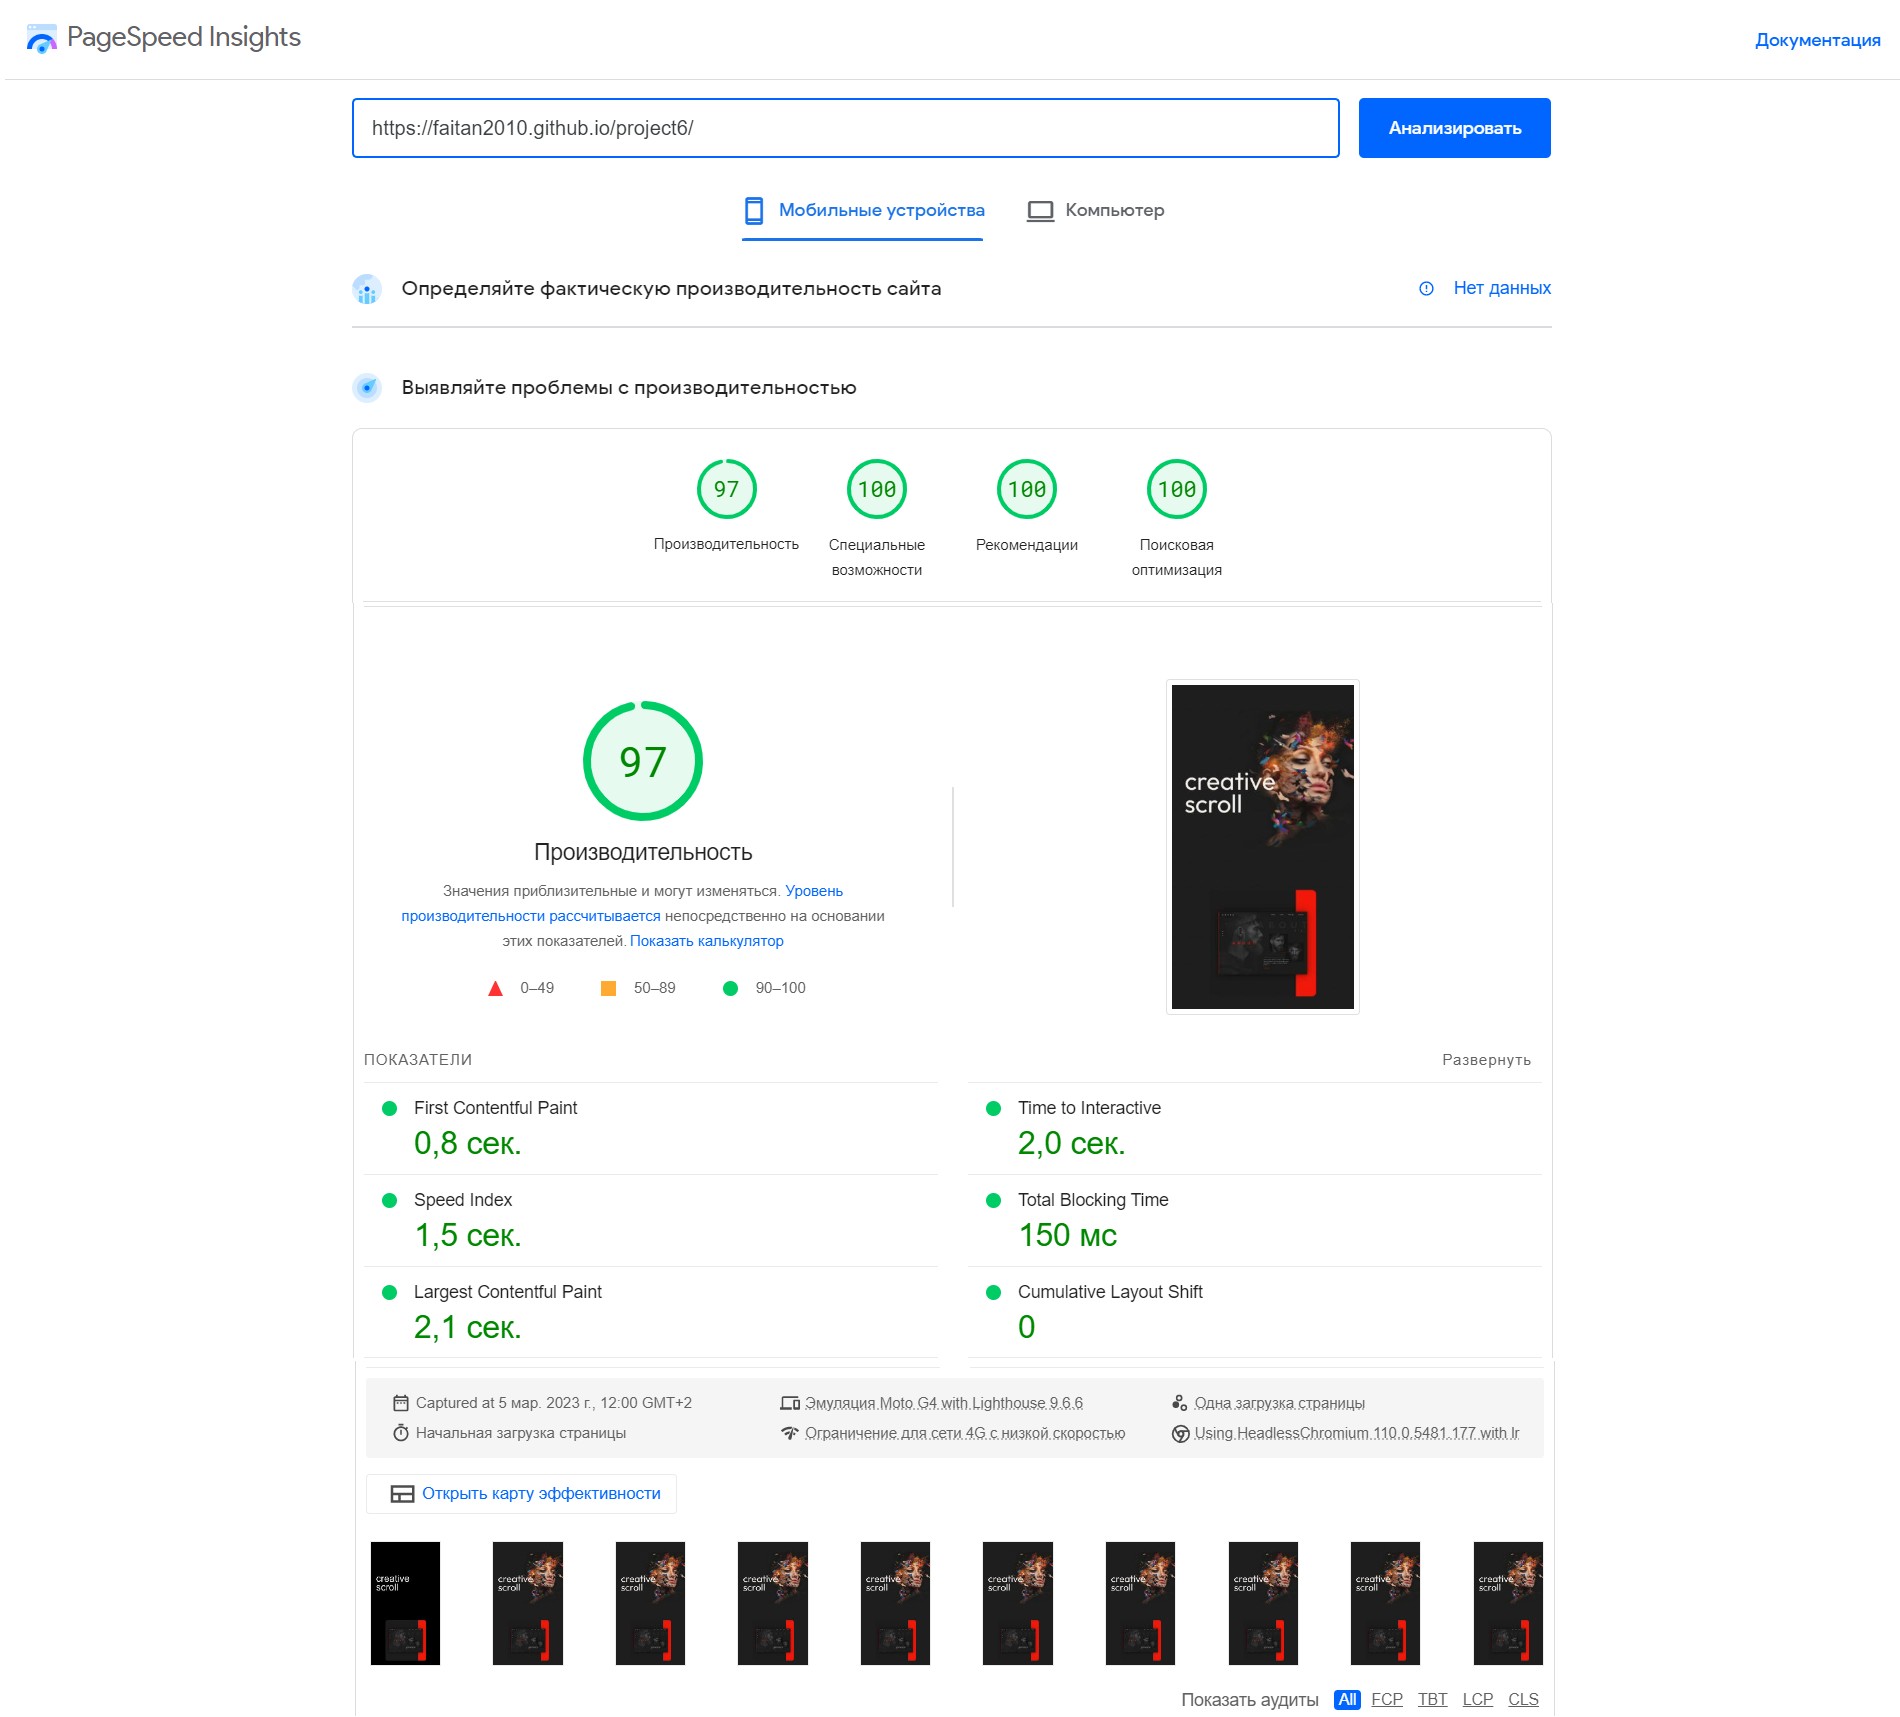 PageSpeed Insights
Документация
https://faitan2010.github.io/project6/
Анализировать
Мобильные устройства
Компьютер
Определяйте фактическую производительность сайта
Нет данных
Выявляйте проблемы с производительностью
97
100
100
100
Производительность
Специальные возможности
Рекомендации
Поисковая оптимизация
97
Производительность
Значения приблизительные и могут изменяться. Уровень
производительности рассчитывается непосредственно на основании
этих показателей. Показать калькулятор
0–49
50–89
90–100
creative
scroll
ПОКАЗАТЕЛИ
Развернуть
First Contentful Paint
0,8 сек.
Time to Interactive
2,0 сек.
Speed Index
1,5 сек.
Total Blocking Time
150 мс
Largest Contentful Paint
2,1 сек.
Cumulative Layout Shift
0
Captured at 5 мар. 2023 г., 12:00 GMT+2
Эмуляция Moto G4 with Lighthouse 9.6.6
Одна загрузка страницы
Начальная загрузка страницы
Ограничение для сети 4G с низкой скоростью
Using HeadlessChromium 110.0.5481.177 with lr
Открыть карту эффективности
creative
scroll
creative
scroll
creative
scroll
creative
scroll
creative
scroll
creative
scroll
creative
scroll
creative
scroll
creative
scroll
creative
scroll
Показать аудиты All FCP TBT LCP CLS